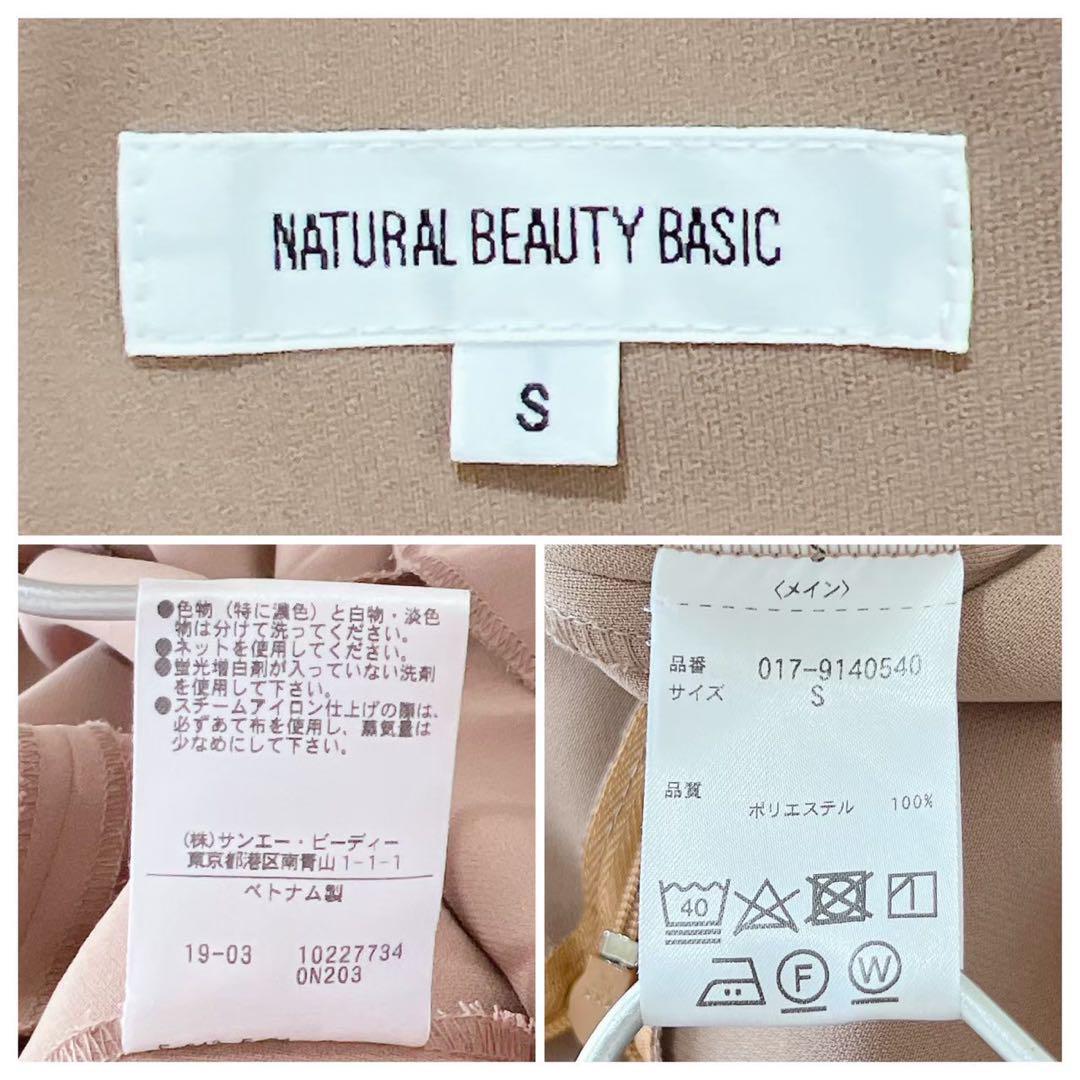 NATURAL BEAUTY BASIC
S
●色物（特に濃色）と白物・淡色
物は分けて洗ってください。
●ネットを使用してください。
●蛍光増白剤が入っていない洗剤
を使用して下さい。
●スチームアイロン仕上げの際は、
必ずあて布を使用し、蒸気量は
少なめにして下さい。
(株)サンエー・ビーディー
東京都港区南青山1-1-1
ベトナム製
19-03 10227734
0N203
S
〈メイン〉
品番 017-9140540
サイズ S
品質
ポリエステル 100%
40
F W